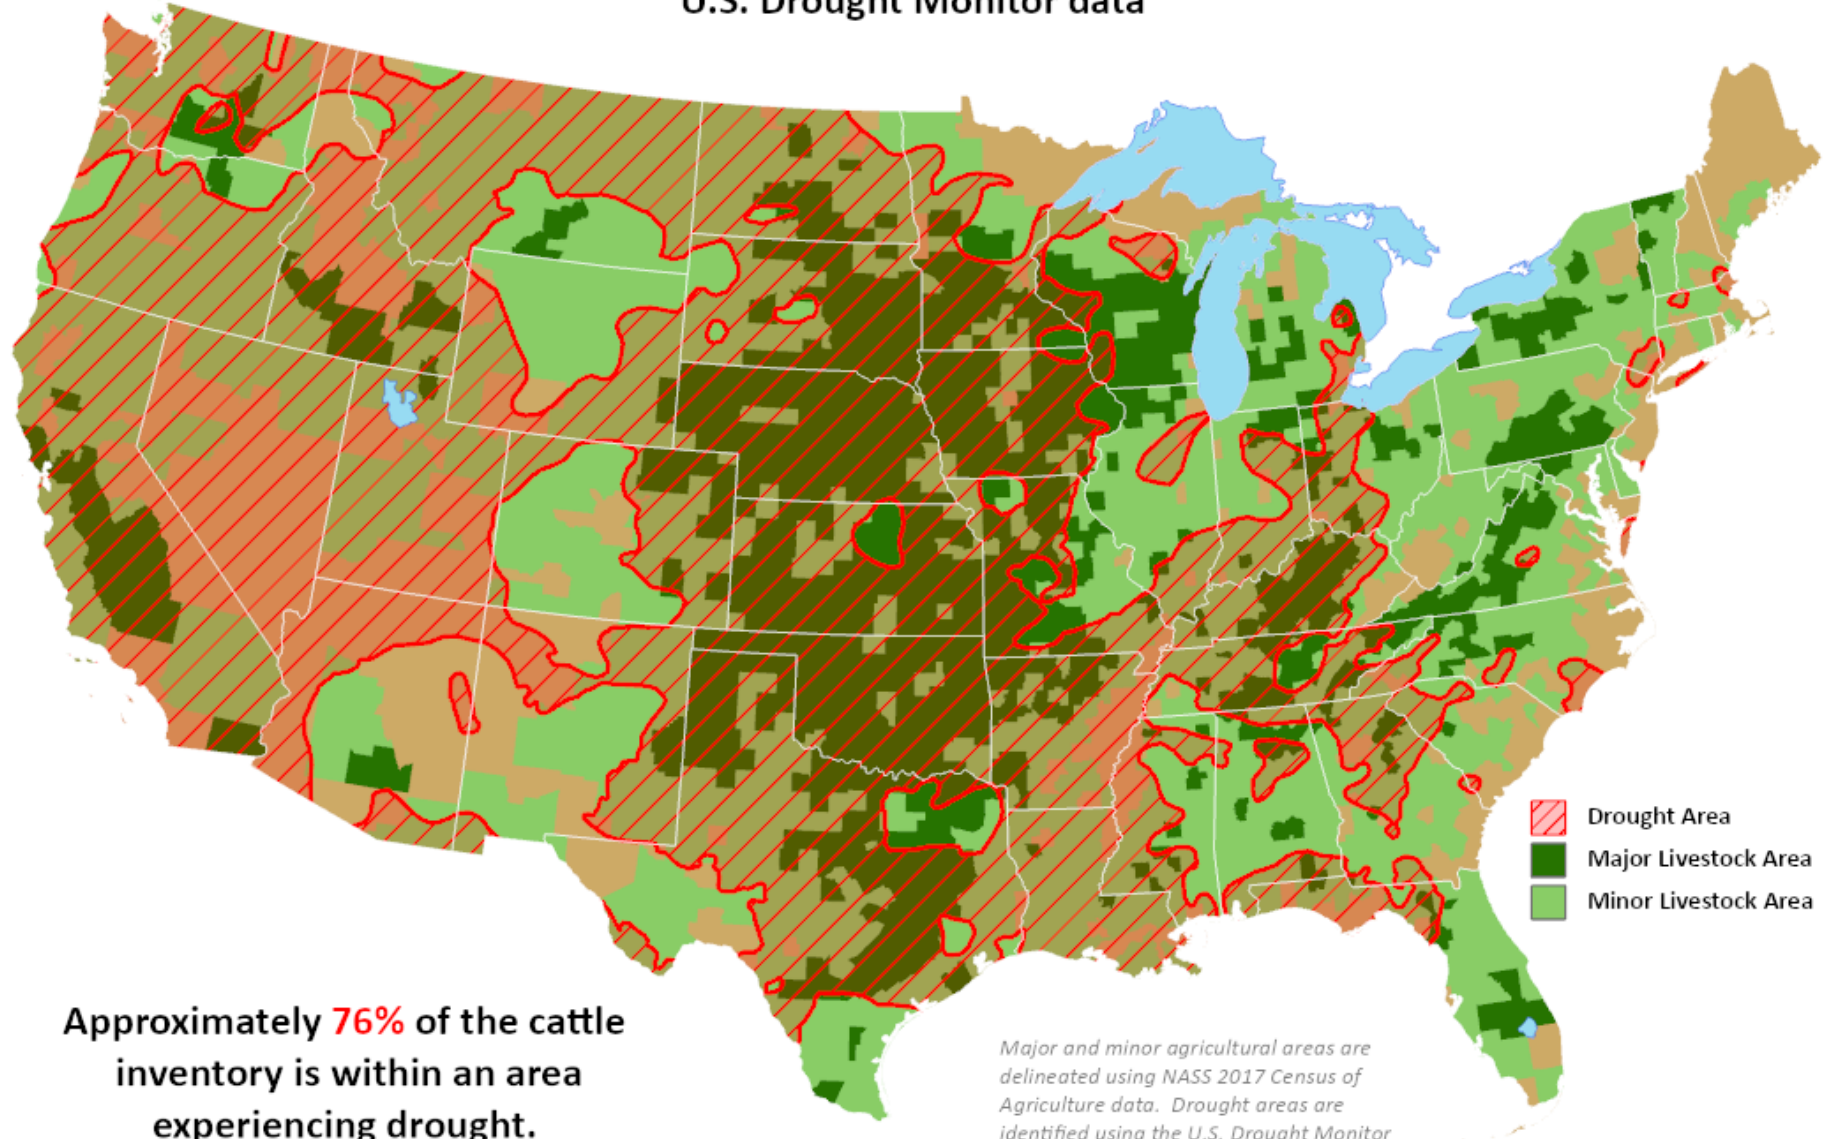 U.S. Drought Monitor data
Drought Area
Major Livestock Area
Minor Livestock Area
Approximately 76% of the cattle
inventory is within an area
experiencing drought.
Major and minor agricultural areas are
delineated using NASS 2017 Census of
Agriculture data.  Drought areas are
identified using the U.S. Drought Monitor